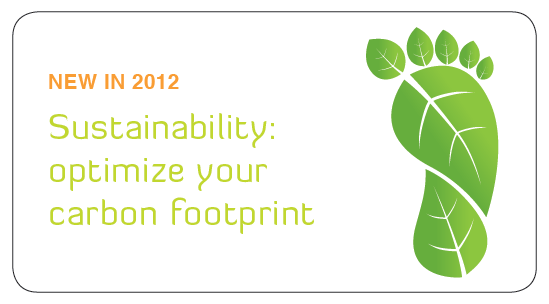 NEW IN 2012
Sustainability:
optimize your
carbon footprint